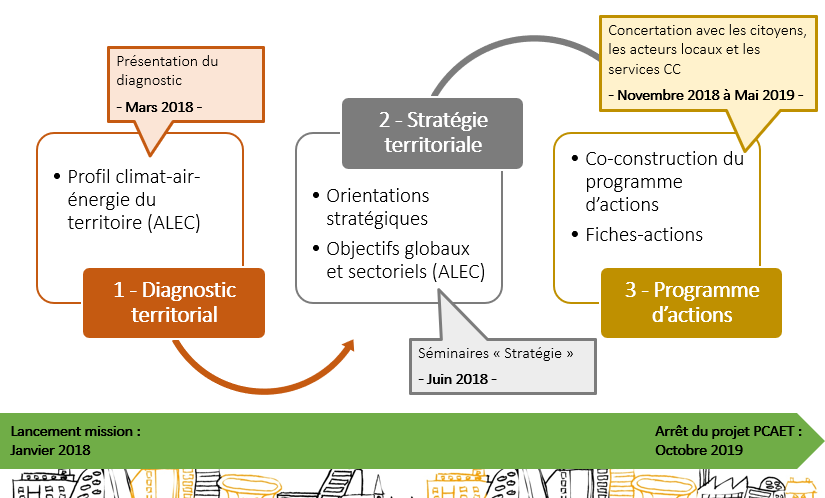 Présentation du
diagnostic
- Mars 2018 -
• Profil climat-air-
énergie du
territoire (ALEC)
1 - Diagnostic
territorial
2 - Stratégie
territoriale
• Orientations
stratégiques
• Objectifs globaux
et sectoriels (ALEC)
Séminaires « Stratégie »
- Juin 2018 -
Concertation avec les citoyens,
les acteurs locaux et les
services CC
- Novembre 2018 à Mai 2019 -
• Co-construction du
programme
d’actions
• Fiches-actions
3 - Programme
d’actions
Lancement mission :
Janvier 2018
Arrêt du projet PCAET :
Octobre 2019